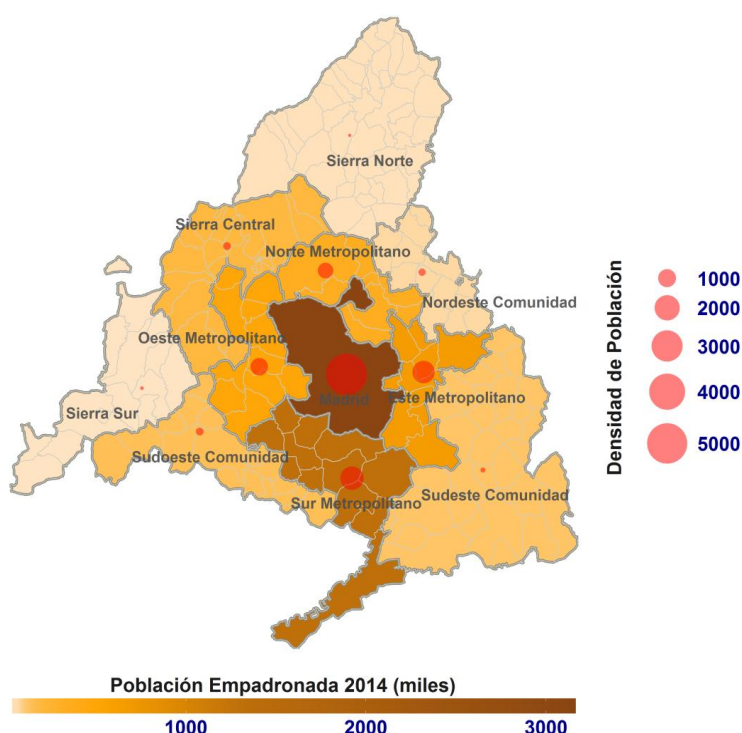 Sierra Norte
Sierra Central
Norte Metropolitano
Nordeste Comunidad
Oeste Metropolitano
Madrid
Este Metropolitano
Sierra Sur
Sudoeste Comunidad
Sur Metropolitano
Sudeste Comunidad
Densidad de Población
1000
2000
3000
4000
5000
Población Empadronada 2014 (miles)
1000 2000 3000